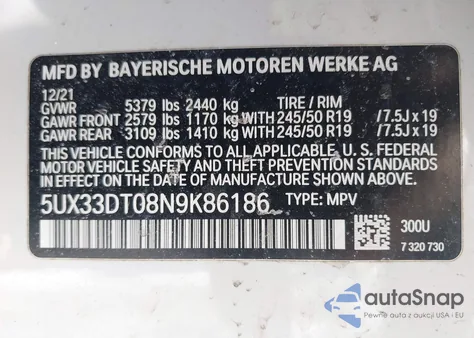 MFD BY BAYERISCHE MOTOREN WERKE AG
12/21
GVWR 5379 lbs 2440 kg TIRE / RIM
GAWR FRONT 2579 lbs 1170 kg WITH 245/50 R19 /7.5J x 19
GAWR REAR 3109 lbs 1410 kg WITH 245/50 R19 /7.5J x 19
THIS VEHICLE CONFORMS TO ALL APPLICABLE, U. S. FEDERAL
MOTOR VEHICLE SAFETY AND THEFT PREVENTION STANDARDS
IN EFFECT ON THE DATE OF MANUFACTURE SHOWN ABOVE.
5UX33DT08N9K86186 TYPE: MPV
300U
7 320 730
autoSnap
Pewne auto z aukcji USA i EU